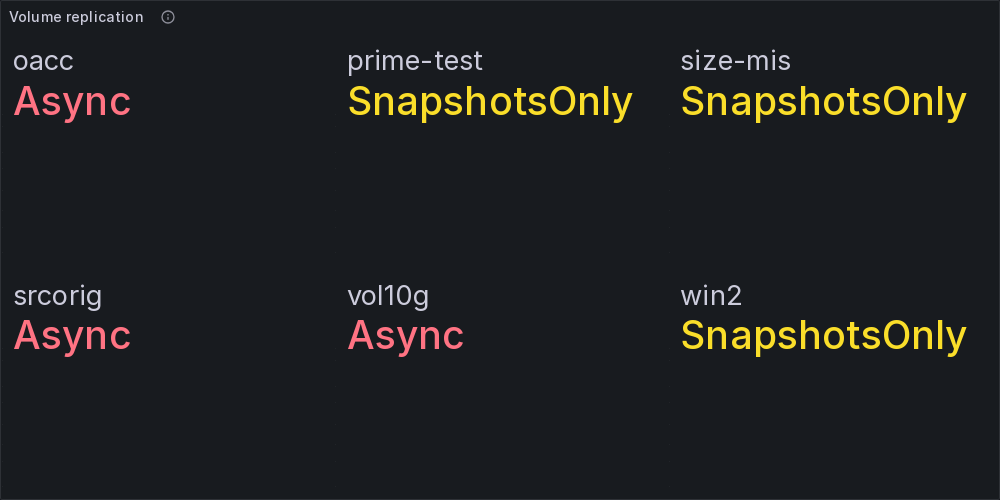 Volume replication
oacc
Async
prime-test
SnapshotsOnly
size-mis
SnapshotsOnly
srcorig
Async
vol10g
Async
win2
SnapshotsOnly